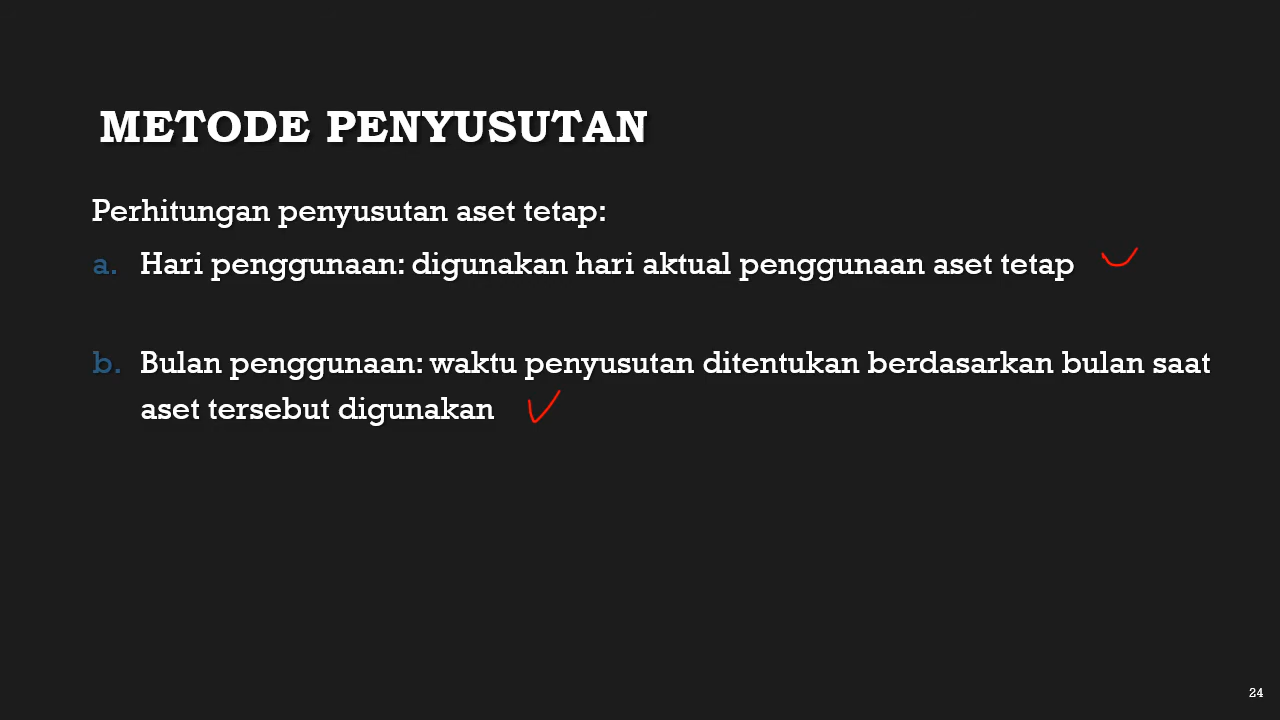 METODE PENYUSUTAN
Perhitungan penyusutan aset tetap:
a. Hari penggunaan: digunakan hari aktual penggunaan aset tetap
b. Bulan penggunaan: waktu penyusutan ditentukan berdasarkan bulan saat
aset tersebut digunakan
24